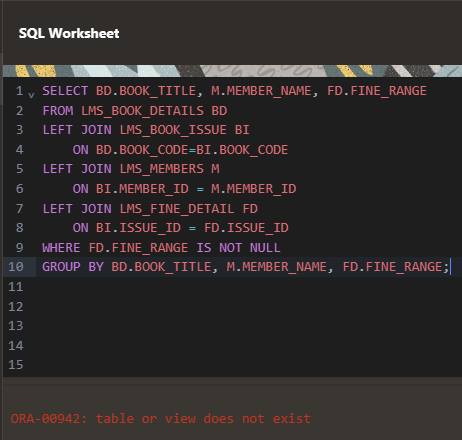 SQL Worksheet
1 SELECT BD.BOOK_TITLE, M.MEMBER_NAME, FD.FINE_RANGE
2 FROM LMS_BOOK_DETAILS BD
3 LEFT JOIN LMS_BOOK_ISSUE BI
4     ON BD.BOOK_CODE=BI.BOOK_CODE
5 LEFT JOIN LMS_MEMBERS M
6     ON BI.MEMBER_ID = M.MEMBER_ID
7 LEFT JOIN LMS_FINE_DETAIL FD
8     ON BI.ISSUE_ID = FD.ISSUE_ID
9 WHERE FD.FINE_RANGE IS NOT NULL
10 GROUP BY BD.BOOK_TITLE, M.MEMBER_NAME, FD.FINE_RANGE;
11
12
13
14
15
ORA-00942: table or view does not exist